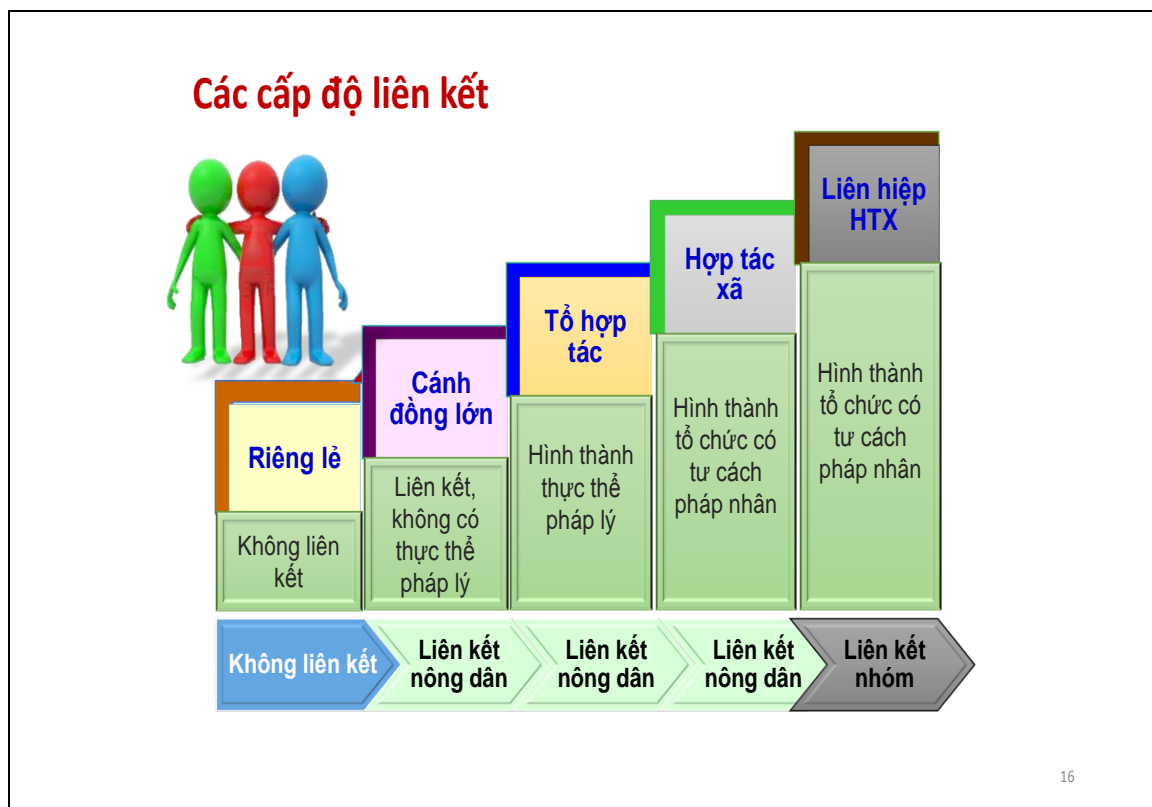 Các cấp độ liên kết
Riêng lẻ
Không liên
kết
Cánh
đồng lớn
Liên kết,
không có
thực thể
pháp lý
Tổ hợp
tác
Hình thành
thực thể
pháp lý
Hợp tác
xã
Hình thành
tổ chức có
tư cách
pháp nhân
Liên hiệp
HTX
Hình thành
tổ chức có
tư cách
pháp nhân
Không liên kết
Liên kết
nông dân
Liên kết
nông dân
Liên kết
nông dân
Liên kết
nhóm
16